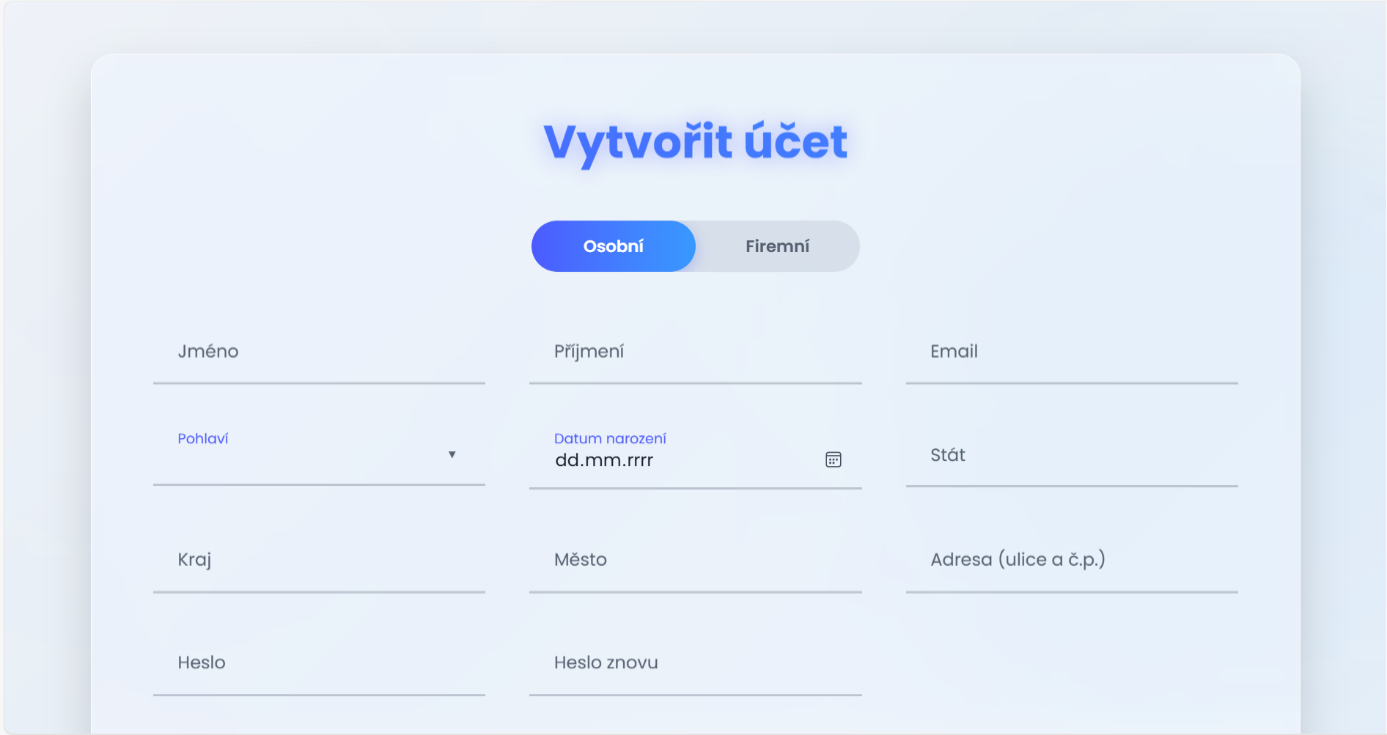 Vytvořit účet
Osobní Firemní
Jméno Příjmení Email
Pohlaví Datum narození
dd.mm.rrrr Stát
Kraj Město Adresa (ulice a č.p.)
Heslo Heslo znovu